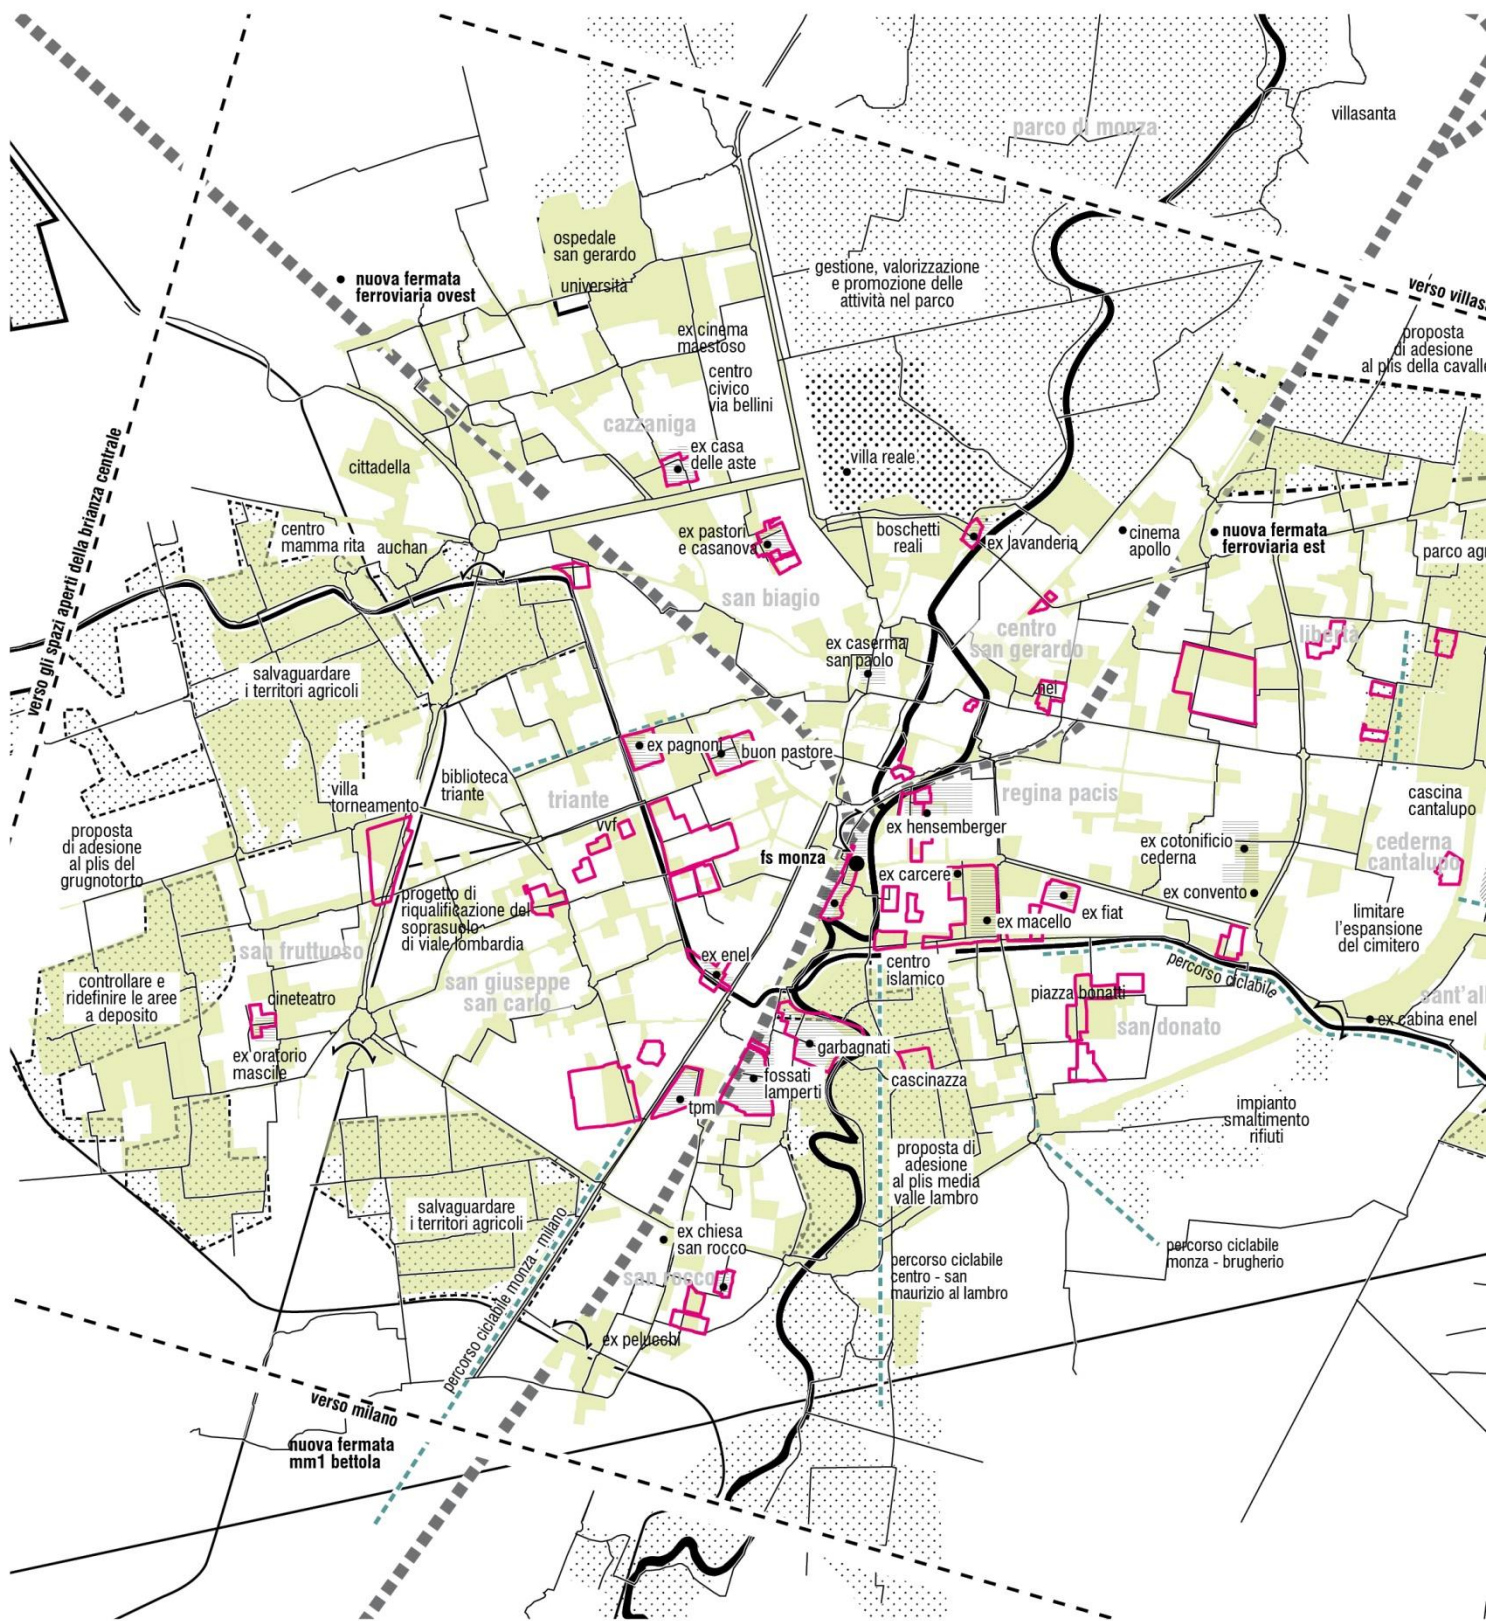 villasanta
parco di monza
ospedale
san gerardo
università
nuova fermata
ferroviaria ovest
gestione, valorizzazione
e promozione delle
attività nel parco
verso villas
proposta
di adesione
al plis della cavalle
ex cinema
maestoso
centro
civico
via bellini
cazzaniga
ex casa
delle aste
villa reale
cittadella
centro
mamma rita
auchan
ex pastori
e casanova
boschetti
reali
ex lavanderia
cinema
apollo
nuova fermata
ferroviaria est
parco agr
verso gli spazi aperti della brianza centrale
san biagio
centro
san gerardo
libertà
ex caserma
san paolo
salvaguardare
i territori agricoli
nei
ex pagnoni
buon pastore
biblioteca
triante
villa
torneamento
triante
vvf
regina pacis
cascina
cantalupo
proposta
di adesione
al plis del
grugnotorto
ex hensemberger
ex cotonificio
cederna
cederna
cantalupo
fs monza
ex carcere
ex convento
progetto di
riqualificazione del
soprasuolo
di viale lombardia
ex macello
ex fiat
limitare
l'espansione
del cimitero
san fruttuoso
ex enel
centro
islamico
percorso ciclabile
controllare e
ridefinire le aree
a deposito
cineteatro
san giuseppe
san carlo
piazza bonatti
san donato
sant'al
ex cabina enel
ex oratorio
mascile
garbagnati
fossati
lamperti
cascinazza
tpm
impianto
smaltimento
rifiuti
proposta di
adesione
al plis media
valle lambro
salvaguardare
i territori agricoli
ex chiesa
san rocco
san rocco
percorso ciclabile
centro - san
maurizio al lambro
percorso ciclabile
monza - brugherio
percorso ciclabile monza - milano
ex pelucchi
verso milano
nuova fermata
mm1 bettola